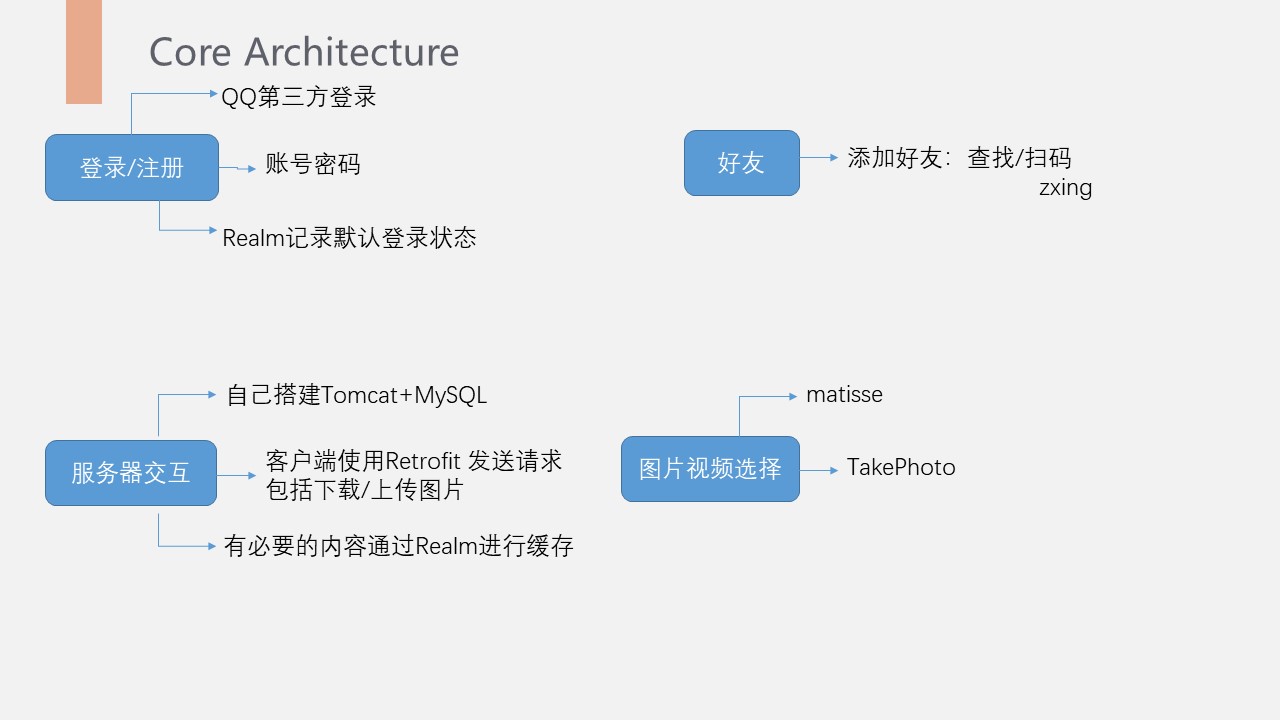 Core Architecture
QQ第三方登录
登录/注册
账号密码
Realm记录默认登录状态
好友
添加好友：查找/扫码
zxing
自己搭建Tomcat+MySQL
服务器交互
客户端使用Retrofit 发送请求
包括下载/上传图片
有必要的内容通过Realm进行缓存
matisse
图片视频选择
TakePhoto